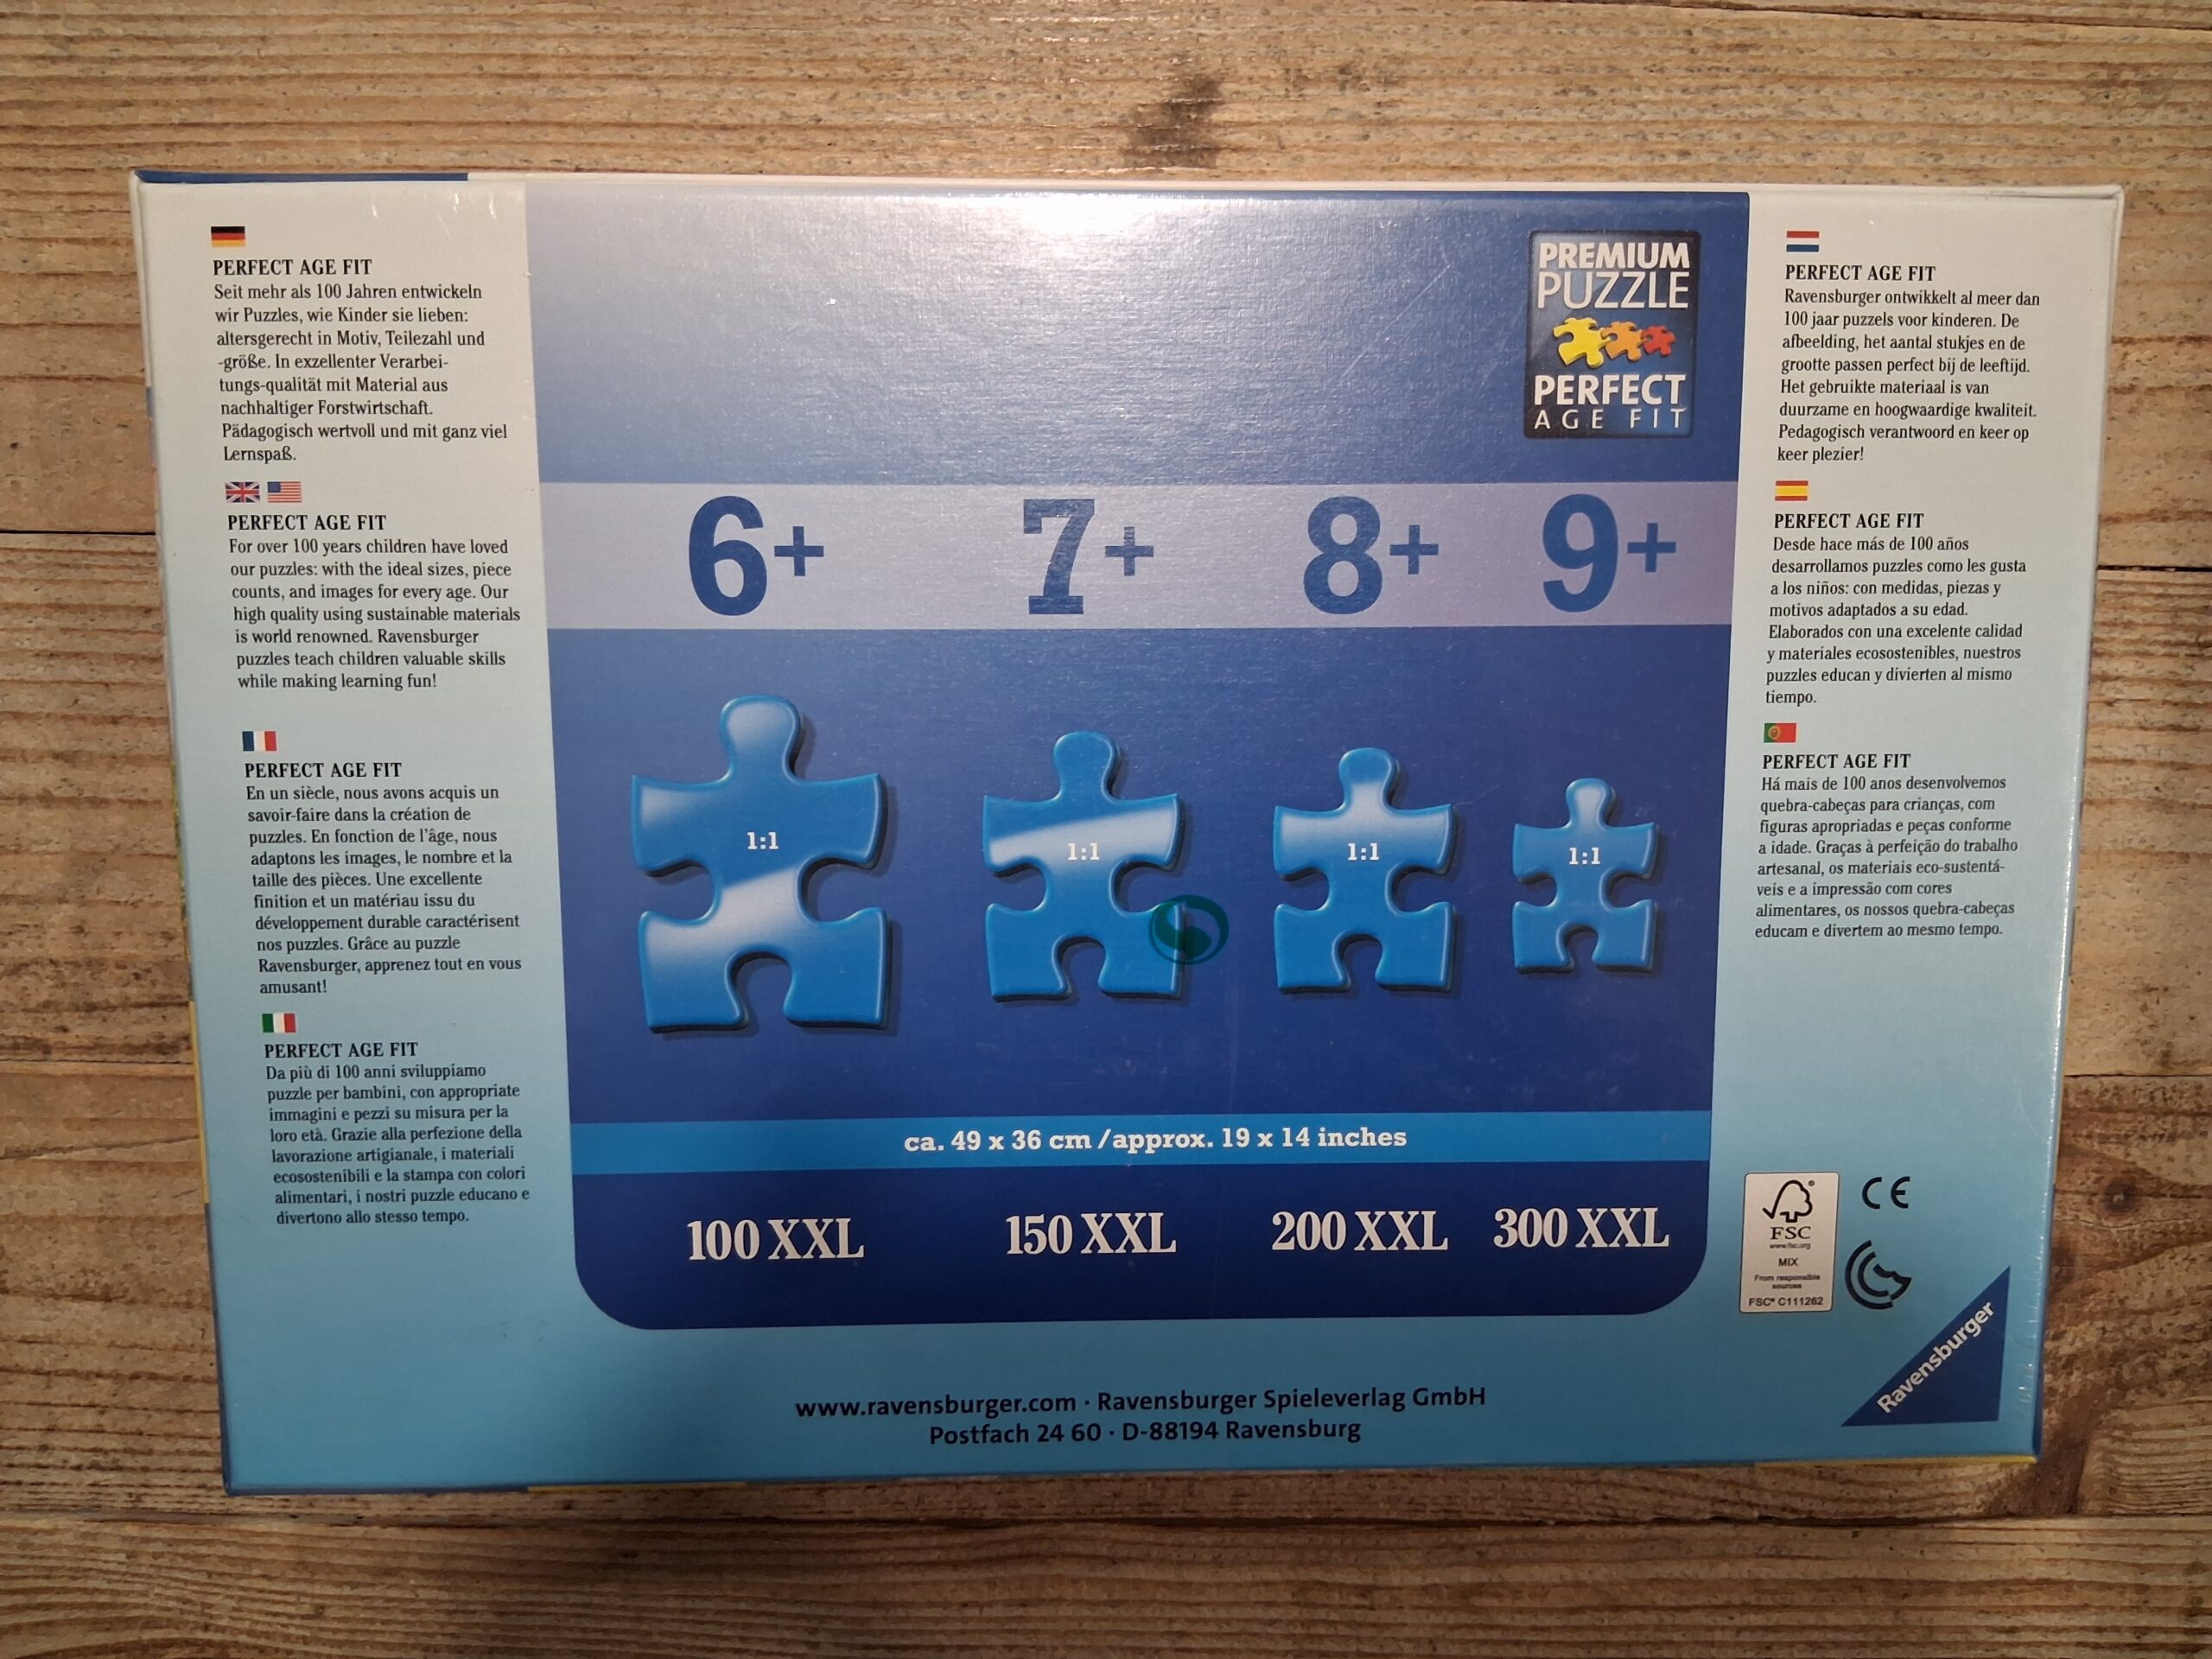 PERFECT AGE FIT
Seit mehr als 100 Jahren entwickeln
wir Puzzles, wie Kinder sie lieben:
altersgerecht in Motiv, Teilezahl und
-größe. In exzellenter Verarbei-
tungs-qualität mit Material aus
nachhaltiger Forstwirtschaft.
Pädagogisch wertvoll und mit ganz viel
Lernspaß.
PERFECT AGE FIT
For over 100 years children have loved
our puzzles: with the ideal sizes, piece
counts, and images for every age. Our
high quality using sustainable materials
is world renowned. Ravensburger
puzzles teach children valuable skills
while making learning fun!
PERFECT AGE FIT
En un siècle, nous avons acquis un
savoir-faire dans la création de
puzzles. En fonction de l'âge, nous
adaptons les images, le nombre et la
taille des pièces. Une excellente
finition et un matériau issu du
développement durable caractérisent
nos puzzles. Grâce au puzzle
Ravensburger, apprenez tout en vous
amusant!
PERFECT AGE FIT
Da più di 100 anni sviluppiamo
puzzle per bambini, con appropriate
immagini e pezzi su misura per la
loro età. Grazie alla perfezione della
lavorazione artigianale, i materiali
ecosostenibili e la stampa con colori
alimentari, i nostri puzzle educano e
divertono allo stesso tempo.
PREMIUM
PUZZLE
PERFECT
AGE FIT
6+ 7+ 8+ 9+
1:1 1:1 1:1 1:1
ca. 49 x 36 cm /approx. 19 x 14 inches
100 XXL 150 XXL 200 XXL 300 XXL
www.ravensburger.com · Ravensburger Spieleverlag GmbH
Postfach 24 60 · D-88194 Ravensburg
PERFECT AGE FIT
Ravensburger ontwikkelt al meer dan
100 jaar puzzels voor kinderen. De
afbeelding, het aantal stukjes en de
grootte passen perfect bij de leeftijd.
Het gebruikte materiaal is van
duurzame en hoogwaardige kwaliteit.
Pedagogisch verantwoord en keer op
keer plezier!
PERFECT AGE FIT
Desde hace más de 100 años
desarrollamos puzzles como les gusta
a los niños: con medidas, piezas y
motivos adaptados a su edad.
Elaborados con una excelente calidad
y materiales ecosostenibles, nuestros
puzzles educan y divierten al mismo
tiempo.
PERFECT AGE FIT
Há mais de 100 anos desenvolvemos
quebra-cabeças para crianças, com
figuras apropriadas e peças conforme
a idade. Graças à perfeição do trabalho
artesanal, os materiais eco-sustentá-
veis e a impressão com cores
alimentares, os nossos quebra-cabeças
educam e divertem ao mesmo tempo.
FSC
www.fsc.org
MIX
From responsible
sources
FSC® C111262
CE
Ravensburger